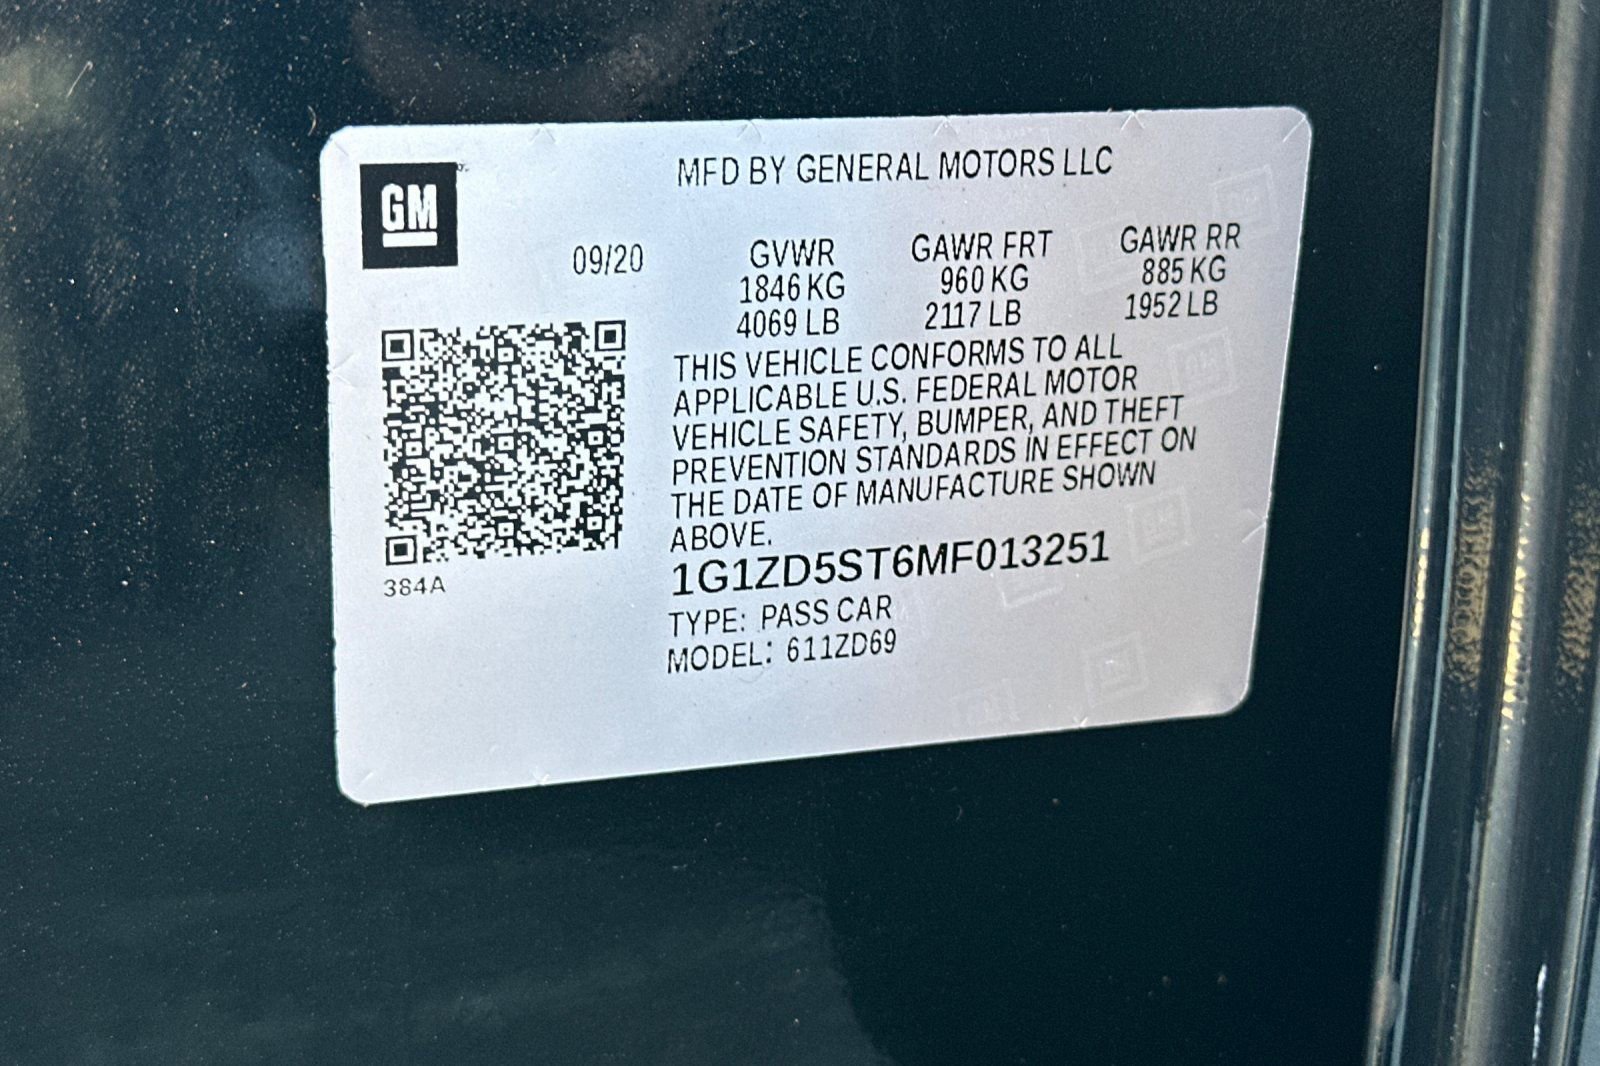 GM
MFD BY GENERAL MOTORS LLC
09/20
GVWR GAWR FRT GAWR RR
1846 KG 960 KG 885 KG
4069 LB 2117 LB 1952 LB
THIS VEHICLE CONFORMS TO ALL
APPLICABLE U.S. FEDERAL MOTOR
VEHICLE SAFETY, BUMPER, AND THEFT
PREVENTION STANDARDS IN EFFECT ON
THE DATE OF MANUFACTURE SHOWN
ABOVE.
384A
1G1ZD5ST6MF013251
TYPE: PASS CAR
MODEL: 611ZD69